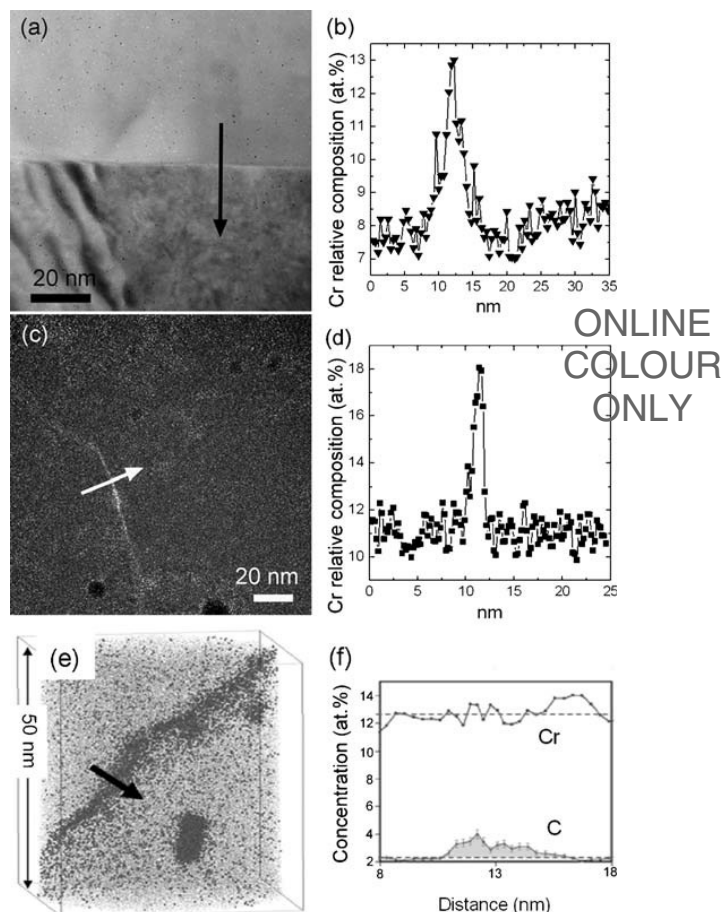 (a)
20 nm
(b)
Cr relative composition (at.%)
13
12
11
10
9
8
7
0 5 10 15 20 25 30 35
nm
(c)
20 nm
(d)
Cr relative composition (at.%)
18
16
14
12
10
0 5 10 15 20 25
nm
ONLINE
COLOUR
ONLY
(e)
50 nm
(f)
Concentration (at.%)
14
12
10
8
6
4
2
Cr
C
8 13 18
Distance (nm)